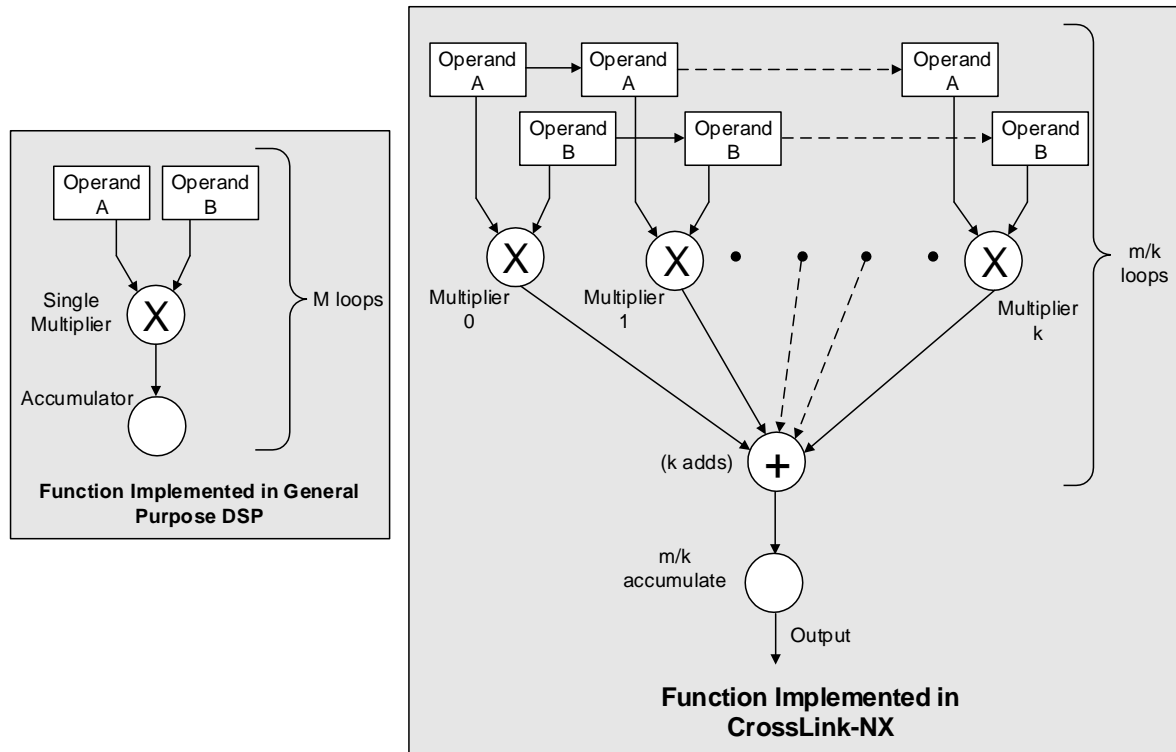 Operand
A
Operand
B
Single
Multiplier
X
M loops
Accumulator
Function Implemented in General
Purpose DSP
Operand
A
Operand
A
Operand
A
Operand
B
Operand
B
Operand
B
X
X
X
m/k
loops
Multiplier
0
Multiplier
1
Multiplier
k
(k adds)
+
m/k
accumulate
Output
Function Implemented in
CrossLink-NX